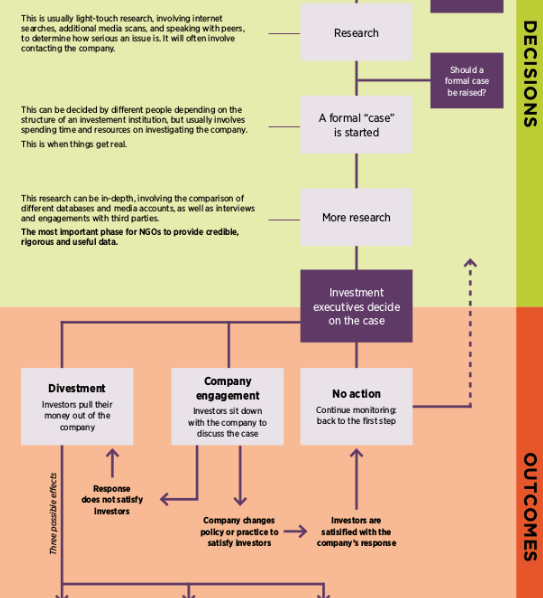 This is usually light-touch research, involving internet
searches, additional media scans, and speaking with peers,
to determine how serious an issue is. It will often involve
contacting the company.
Research
DECISIONS
Should a
formal case
be raised?
This can be decided by different people depending on the
structure of an investement institution, but usually involves
spending time and resources on investigating the company.
This is when things get real.
A formal "case"
is started
This research can be in-depth, involving the comparison of
different databases and media accounts, as well as interviews
and engagements with third parties.
The most important phase for NGOs to provide credible,
rigorous and useful data.
More research
Investment
executives decide
on the case
Divestment
Investors pull their
money out of the
company
Company
engagement
Investors sit down
with the company to
discuss the case
No action
Continue monitoring:
back to the first step
OUTCOMES
Three possible effects
Response
does not satisfy
investors
Company changes
policy or practice to
satisfy investors
Investors are
satisified with the
company's response